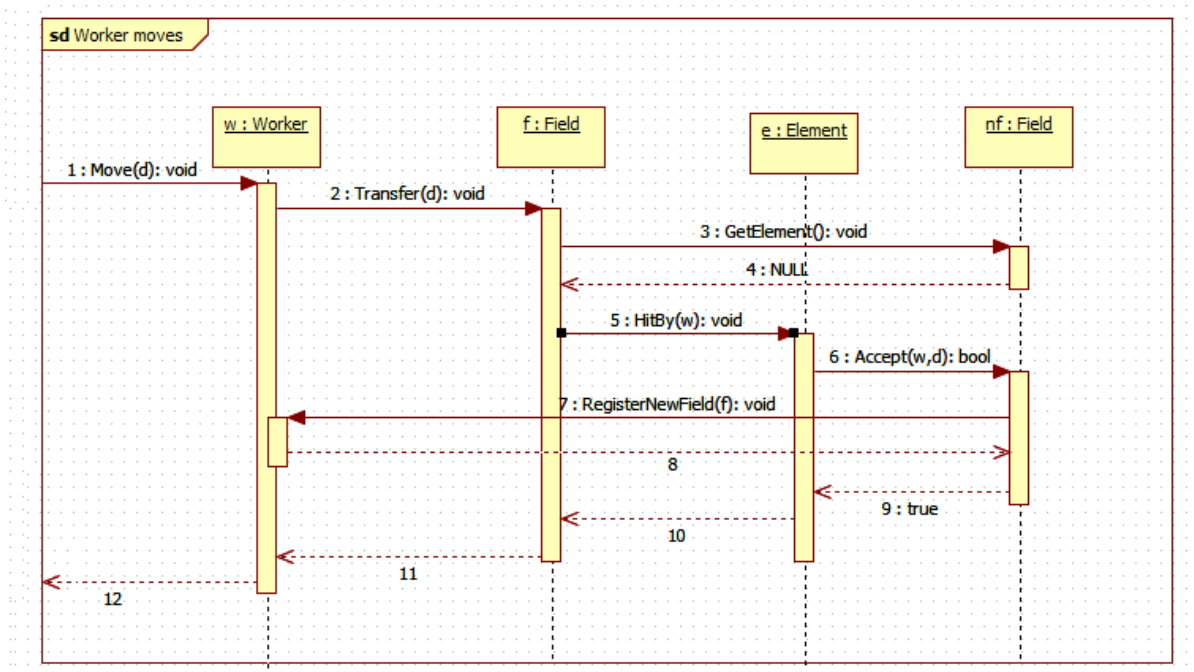 sd Worker moves
w : Worker
f : Field
e : Element
nf : Field
1 : Move(d): void
2 : Transfer(d): void
3 : GetElement(): void
4 : NULL
5 : HitBy(w): void
6 : Accept(w,d): bool
7 : RegisterNewField(f): void
8
9 : true
10
11
12